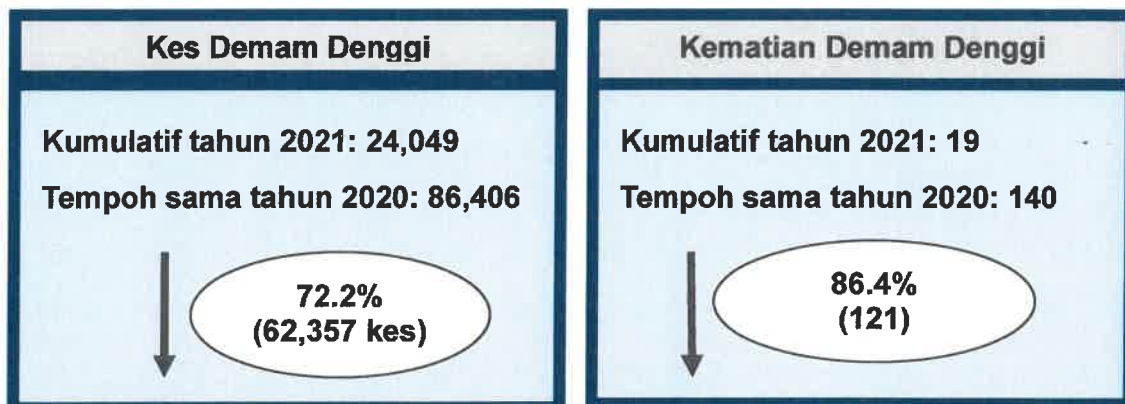 Kes Demam Denggi
Kumulatif tahun 2021: 24,049
Tempoh sama tahun 2020: 86,406
72.2%
(62,357 kes)
Kematian Demam Denggi
Kumulatif tahun 2021: 19
Tempoh sama tahun 2020: 140
86.4%
(121)